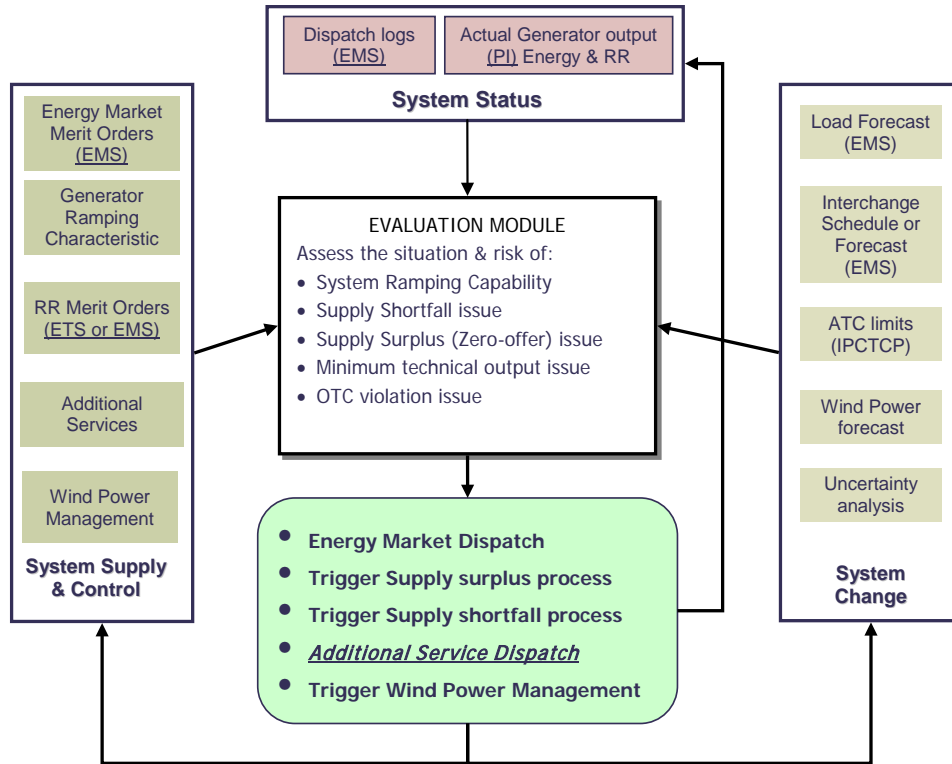 Dispatch logs
(EMS)
Actual Generator output
(PI) Energy & RR
System Status
Energy Market
Merit Orders
(EMS)
Generator
Ramping
Characteristic
RR Merit Orders
(ETS or EMS)
Additional
Services
Wind Power
Management
System Supply
& Control
EVALUATION MODULE
Assess the situation & risk of:
• System Ramping Capability
• Supply Shortfall issue
• Supply Surplus (Zero-offer) issue
• Minimum technical output issue
• OTC violation issue
Load Forecast
(EMS)
Interchange
Schedule or
Forecast
(EMS)
ATC limits
(IPCTCP)
Wind Power
forecast
Uncertainty
analysis
System
Change
• Energy Market Dispatch
• Trigger Supply surplus process
• Trigger Supply shortfall process
• Additional Service Dispatch
• Trigger Wind Power Management